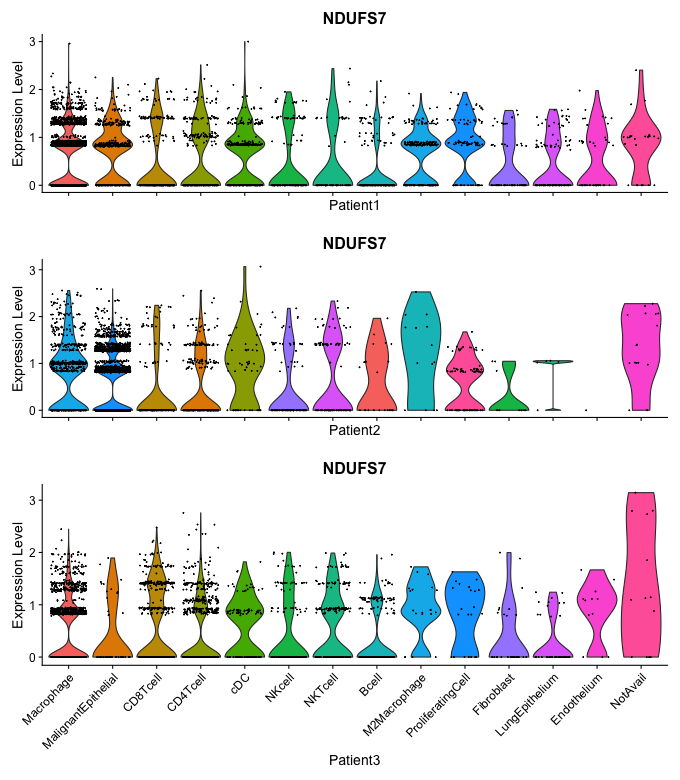 NDUFS7
Expression Level
3
2
1
0
Patient1
NDUFS7
Expression Level
3
2
1
0
Patient2
NDUFS7
Expression Level
3
2
1
0
Macrophage
MalignantEpithelial
CD8Tcell
CD4Tcell
cDC
NKcell
NKTcell
Bcell
M2Macrophage
ProliferatingCell
Fibroblast
LungEpithelium
Endothelium
NotAvail
Patient3